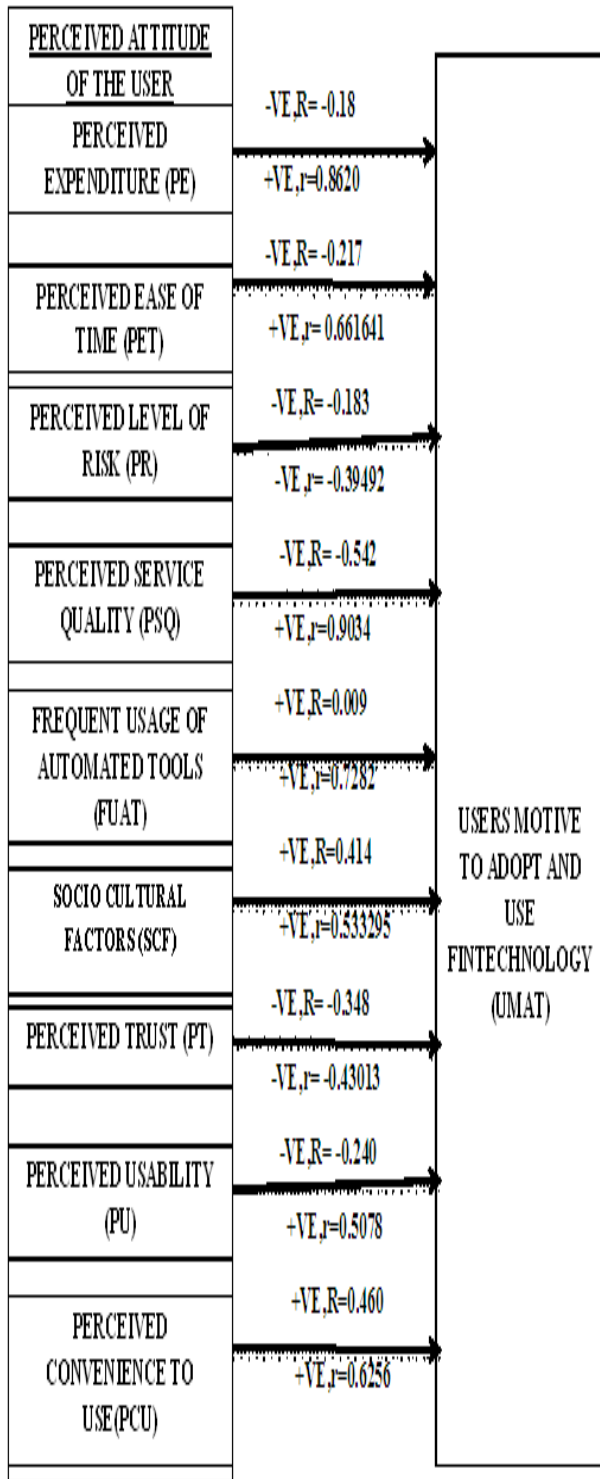 PERCEIVED ATTITUDE
OF THE USER
PERCEIVED
EXPENDITURE (PE)
-VE,R= -0.18
+VE,r=0.8620
PERCEIVED EASE OF
TIME (PET)
-VE,R= -0.217
+VE,r= 0.661641
PERCEIVED LEVEL OF
RISK (PR)
-VE,R= -0.183
-VE,r= -0.39492
PERCEIVED SERVICE
QUALITY (PSQ)
-VE,R= -0.542
+VE,r=0.9034
FREQUENT USAGE OF
AUTOMATED TOOLS
(FUAT)
+VE,R=0.009
+VE,r=0.7282
SOCIO CULTURAL
FACTORS (SCF)
+VE,R=0.414
+VE,r=0.533295
PERCEIVED TRUST (PT)
-VE,R= -0.348
-VE,r= -0.43013
PERCEIVED USABILITY
(PU)
-VE,R= -0.240
+VE,r=0.5078
PERCEIVED
CONVENIENCE TO
USE(PCU)
+VE,R=0.460
+VE,r=0.6256
USERS MOTIVE
TO ADOPT AND
USE
FINTECHNOLOGY
(UMAT)